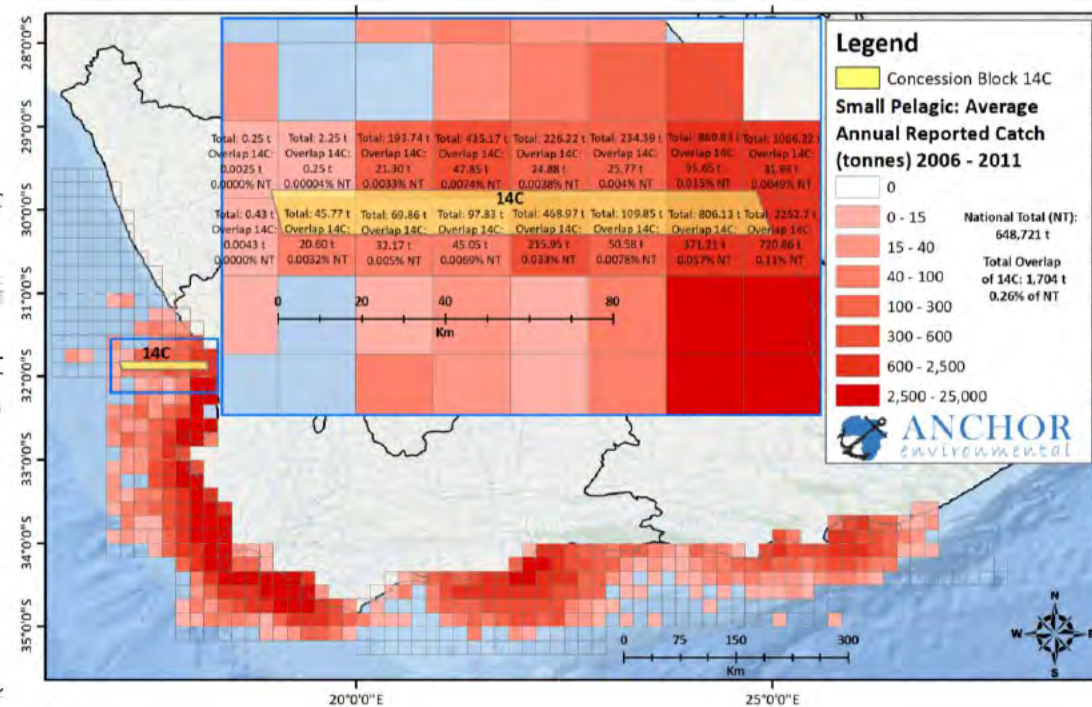 28°0'0"S
29°0'0"S
30°0'0"S
31°0'0"S
32°0'0"S
33°0'0"S
34°0'0"S
35°0'0"S
Total: 0.25 t
Overlap 14C:
0.0025 t
0.0000% NT
Total: 2.25 t
Overlap 14C:
0.25 t
0.00004% NT
Total: 193.74 t
Overlap 14C:
21.30 t
0.0033% NT
Total: 435.17 t
Overlap 14C:
47.85 t
0.0074% NT
Total: 226.22 t
Overlap 14C:
24.88 t
0.0038% NT
Total: 234.39 t
Overlap 14C:
25.77 t
0.004% NT
Total: 869.83 t
Overlap 14C:
95.65 t
0.015% NT
Total: 1066.22 t
Overlap 14C:
31.99 t
0.0049% NT
14C
Total: 0.43 t
Overlap 14C:
0.0043 t
0.0000% NT
Total: 45.77 t
Overlap 14C:
20.60 t
0.0032% NT
Total: 69.86 t
Overlap 14C:
32.17 t
0.005% NT
Total: 97.83 t
Overlap 14C:
45.05 t
0.0069% NT
Total: 468.97 t
Overlap 14C:
215.95 t
0.033% NT
Total: 109.85 t
Overlap 14C:
50.58 t
0.0078% NT
Total: 806.13 t
Overlap 14C:
371.21 t
0.057% NT
Total: 2252.7 t
Overlap 14C:
720.86 t
0.11% NT
0 20 40 80
Km
14C
Legend
Concession Block 14C
Small Pelagic: Average
Annual Reported Catch
(tonnes) 2006 - 2011
0
0 - 15
15 - 40
40 - 100
100 - 300
300 - 600
600 - 2,500
2,500 - 25,000
National Total (NT):
648,721 t
Total Overlap
of 14C: 1,704 t
0.26% of NT
ANCHOR
environmental
0 75 150 300
Km
N
W E
S
20°0'0"E
25°0'0"E